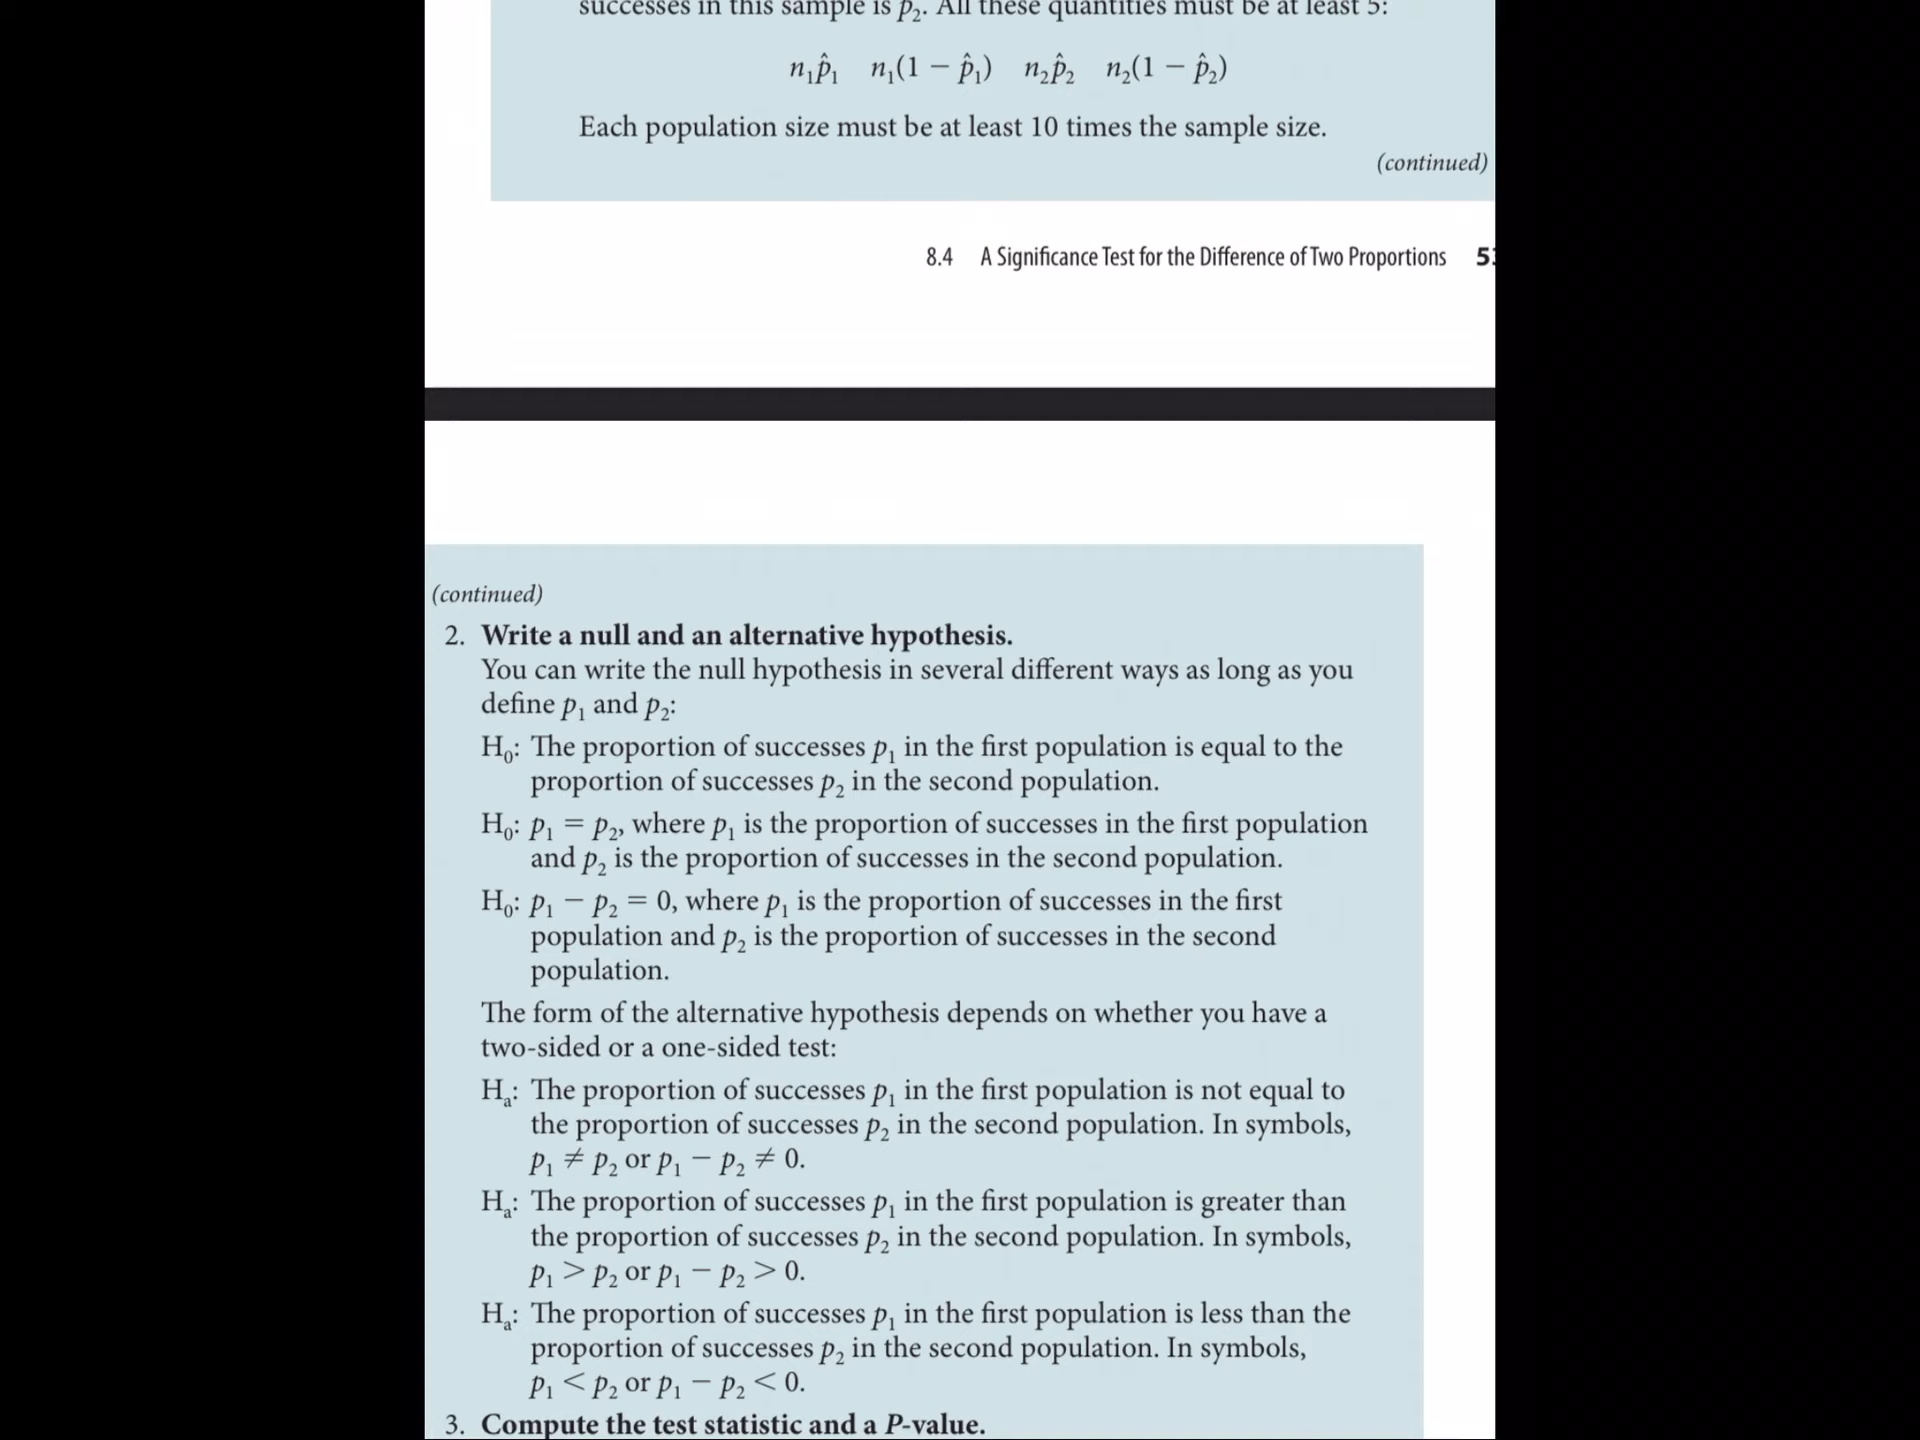 successes in this sample is p̂₂. All these quantities must be at least 5:
n₁p̂₁ n₁(1 − p̂₁) n₂p̂₂ n₂(1 − p̂₂)
Each population size must be at least 10 times the sample size.
(continued)
8.4 A Significance Test for the Difference of Two Proportions
(continued)
2. Write a null and an alternative hypothesis.
You can write the null hypothesis in several different ways as long as you
define p₁ and p₂:
H₀: The proportion of successes p₁ in the first population is equal to the
proportion of successes p₂ in the second population.
H₀: p₁ = p₂, where p₁ is the proportion of successes in the first population
and p₂ is the proportion of successes in the second population.
H₀: p₁ − p₂ = 0, where p₁ is the proportion of successes in the first
population and p₂ is the proportion of successes in the second
population.
The form of the alternative hypothesis depends on whether you have a
two-sided or a one-sided test:
Hₐ: The proportion of successes p₁ in the first population is not equal to
the proportion of successes p₂ in the second population. In symbols,
p₁ ≠ p₂ or p₁ − p₂ ≠ 0.
Hₐ: The proportion of successes p₁ in the first population is greater than
the proportion of successes p₂ in the second population. In symbols,
p₁ > p₂ or p₁ − p₂ > 0.
Hₐ: The proportion of successes p₁ in the first population is less than the
proportion of successes p₂ in the second population. In symbols,
p₁ < p₂ or p₁ − p₂ < 0.
3. Compute the test statistic and a P-value.